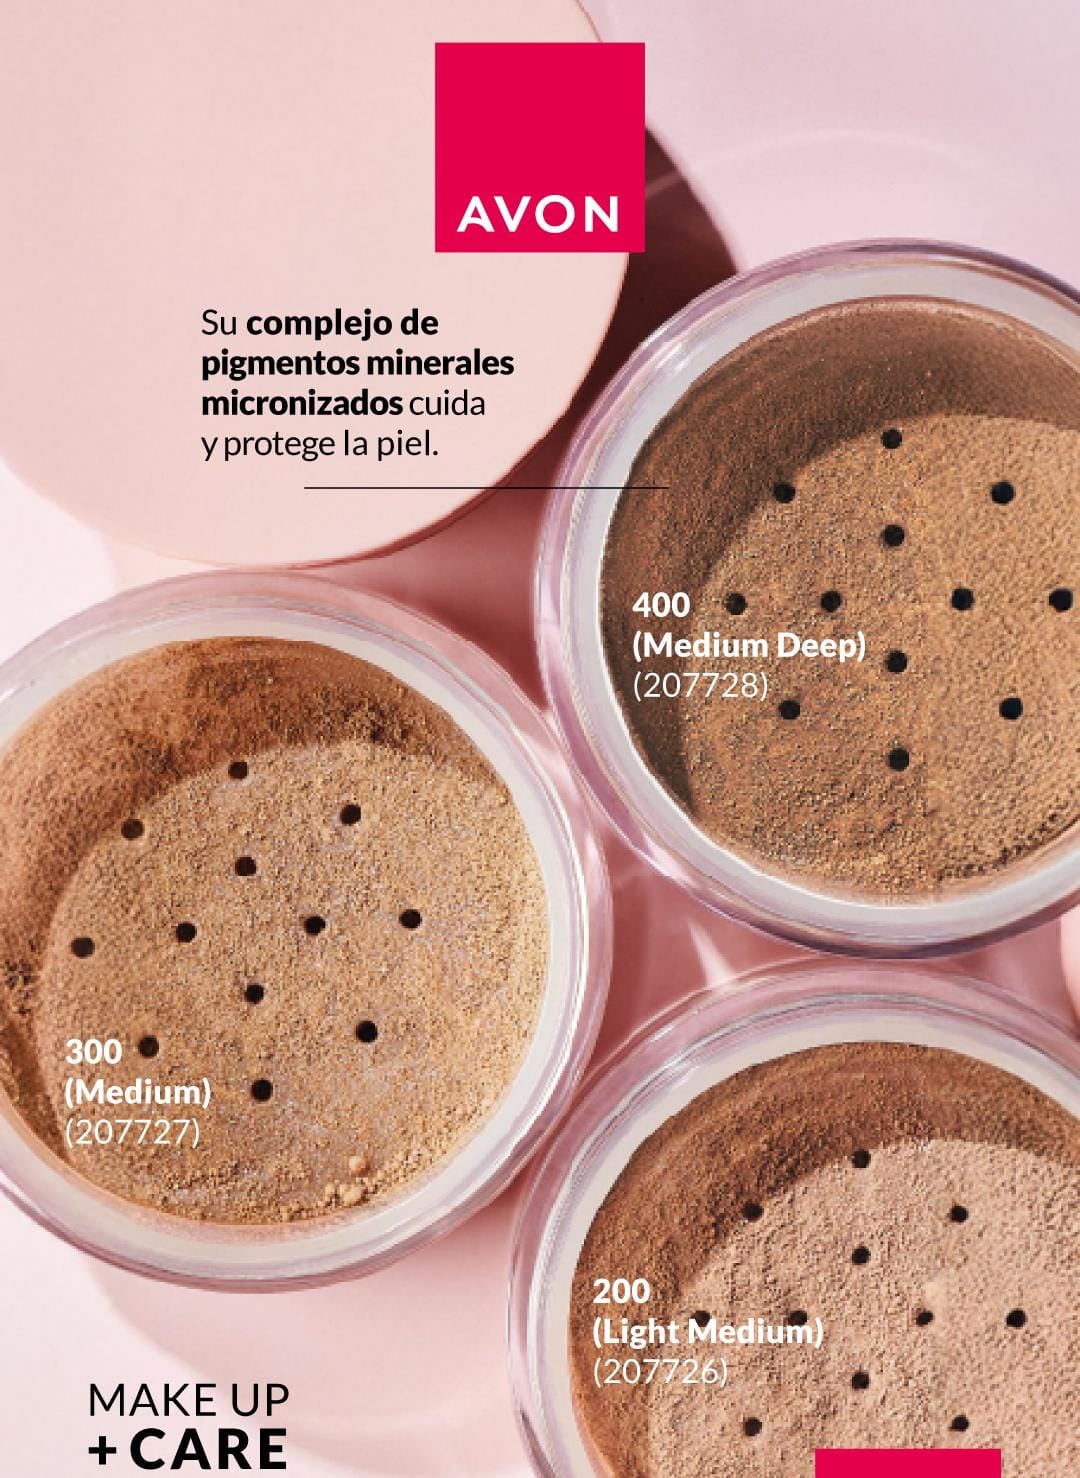 AVON
Su complejo de
pigmentos minerales
micronizados cuida
y protege la piel.
400
(Medium Deep)
(207728)
300
(Medium)
(207727)
200
(Light Medium)
(207726)
MAKE UP
+ CARE